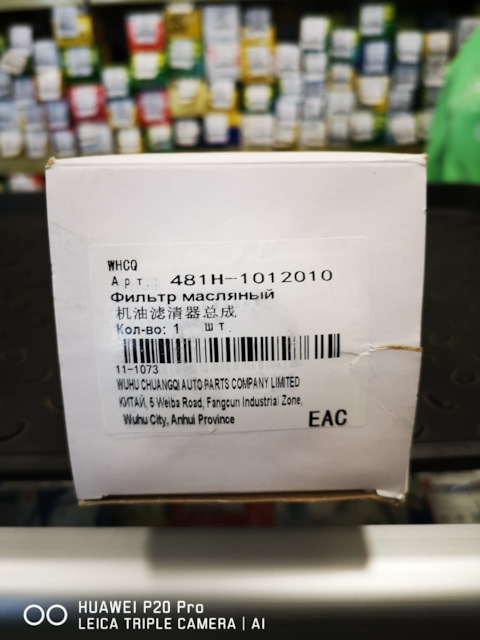 WHCQ
Арт.: 481H-1012010
Фильтр масляный
机油滤清器总成
Кол-во: 1 шт.
11-1073
WUHU CHUANGQI AUTO PARTS COMPANY LIMITED
КИТАЙ, 5 Weiba Road, Fangcun Industrial Zone,
Wuhu City, Anhui Province
EAC
HUAWEI P20 Pro
LEICA TRIPLE CAMERA | AI